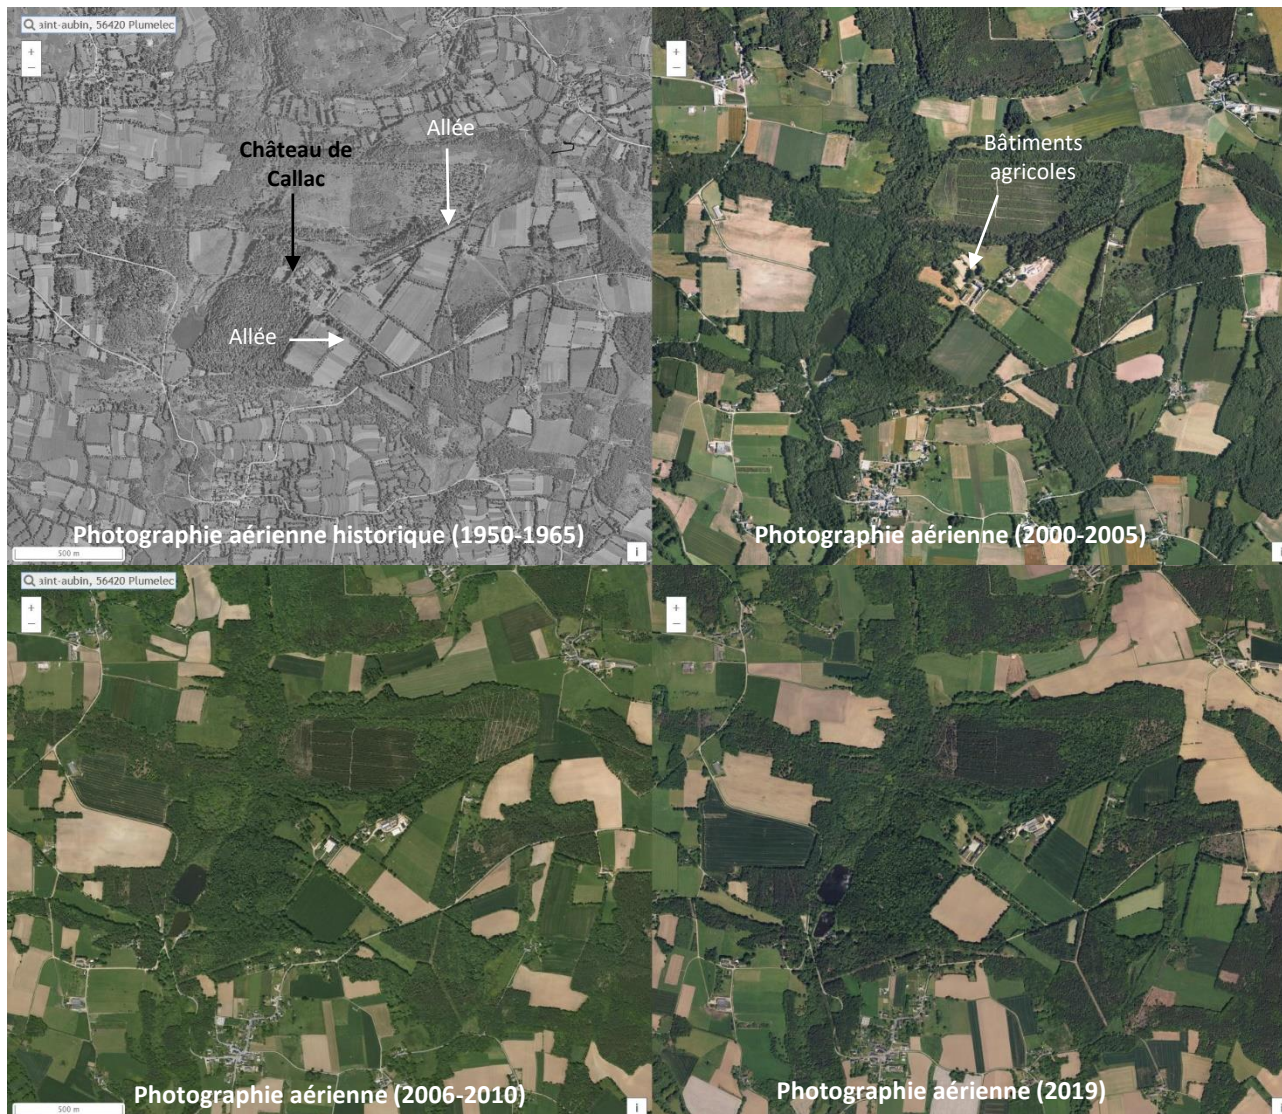 aint-aubin, 56420 Plumelec
+
−
Allée
Château de
Callac
Allée
Photographie aérienne historique (1950-1965)
500 m
i
+
−
Bâtiments
agricoles
Photographie aérienne (2000-2005)
aint-aubin, 56420 Plumelec
+
−
Photographie aérienne (2006-2010)
500 m
i
+
−
Photographie aérienne (2019)